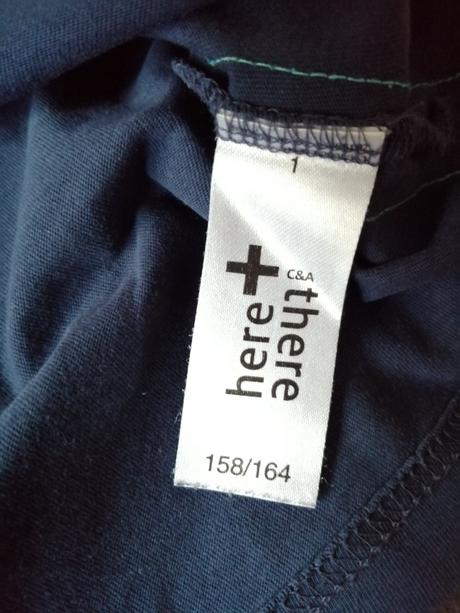 1
here + there
C&A
158/164